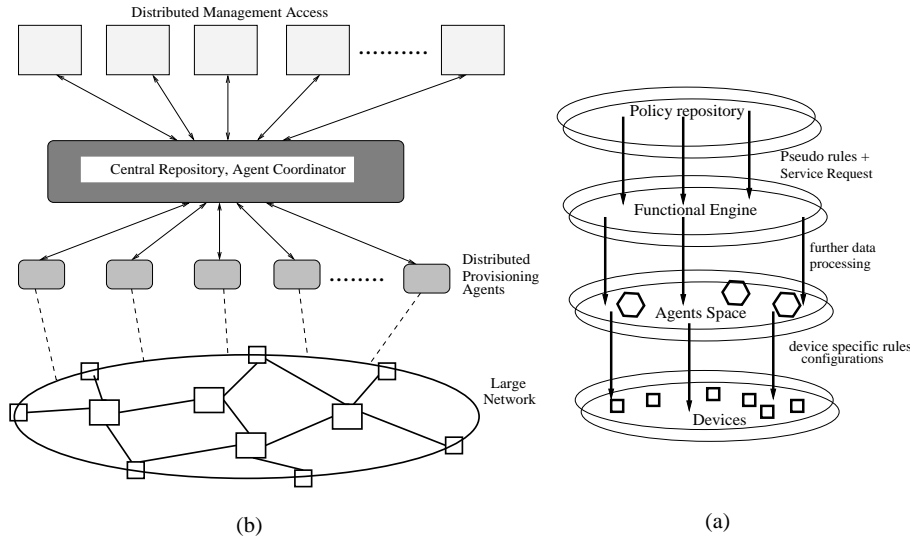 Distributed Management Access
Central Repository, Agent Coordinator
Distributed
Provisioning
Agents
Large
Network
(b)
Policy repository
Pseudo rules +
Service Request
Functional Engine
further data
processing
Agents Space
device specific rules
configurations
Devices
(a)